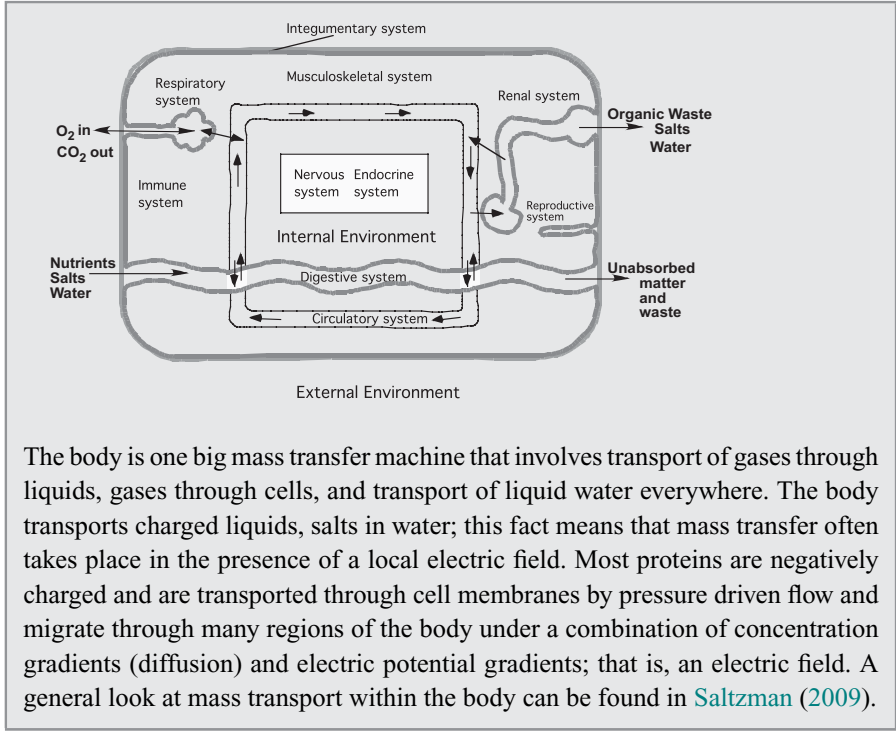 Integumentary system
Musculoskeletal system
Respiratory
system
Renal system
O2 in
CO2 out
Organic Waste
Salts
Water
Nervous Endocrine
system system
Immune
system
Reproductive
system
Internal Environment
Nutrients
Salts
Water
Digestive system
Unabsorbed
matter
and
waste
Circulatory system
External Environment
The body is one big mass transfer machine that involves transport of gases through
liquids, gases through cells, and transport of liquid water everywhere. The body
transports charged liquids, salts in water; this fact means that mass transfer often
takes place in the presence of a local electric field. Most proteins are negatively
charged and are transported through cell membranes by pressure driven flow and
migrate through many regions of the body under a combination of concentration
gradients (diffusion) and electric potential gradients; that is, an electric field. A
general look at mass transport within the body can be found in Saltzman (2009).